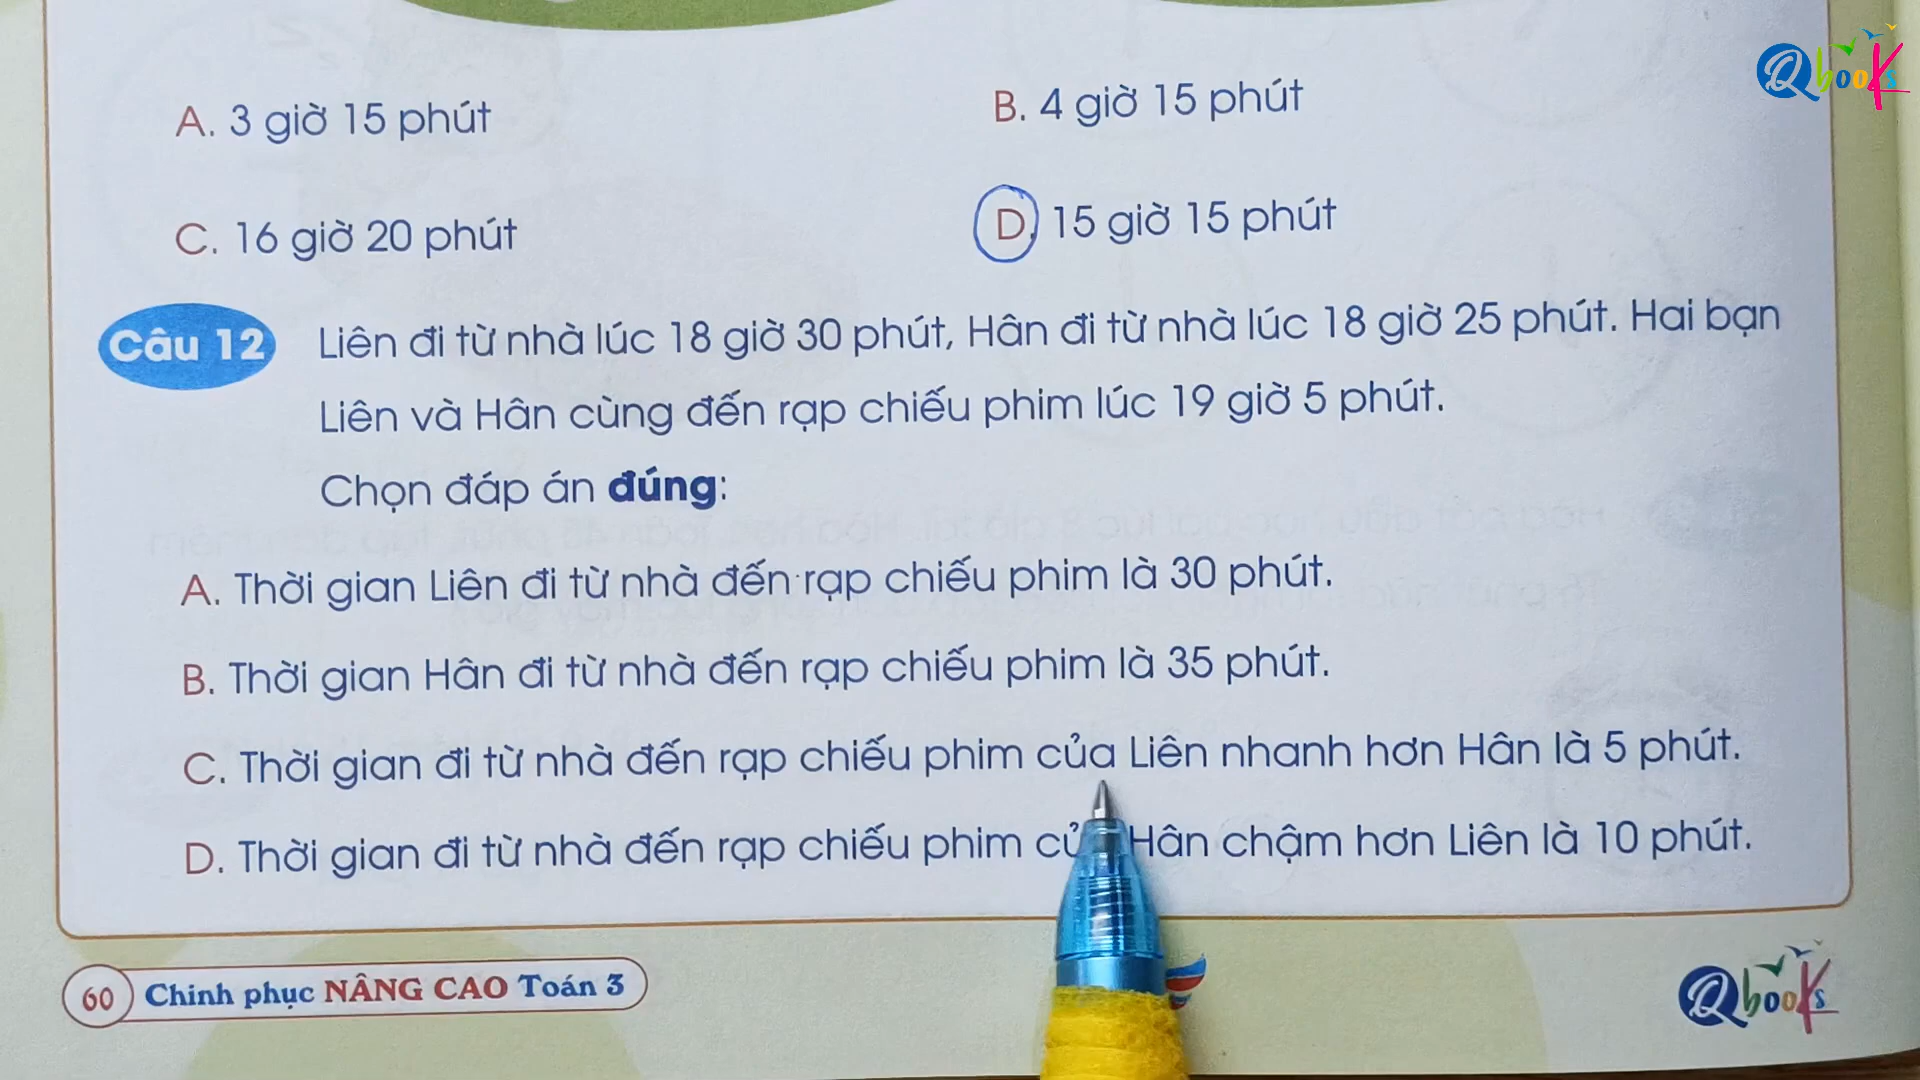 Qbooks
A. 3 giờ 15 phút
B. 4 giờ 15 phút
C. 16 giờ 20 phút
D. 15 giờ 15 phút
Câu 12 Liên đi từ nhà lúc 18 giờ 30 phút, Hân đi từ nhà lúc 18 giờ 25 phút. Hai bạn
Liên và Hân cùng đến rạp chiếu phim lúc 19 giờ 5 phút.
Chọn đáp án đúng:
A. Thời gian Liên đi từ nhà đến rạp chiếu phim là 30 phút.
B. Thời gian Hân đi từ nhà đến rạp chiếu phim là 35 phút.
C. Thời gian đi từ nhà đến rạp chiếu phim của Liên nhanh hơn Hân là 5 phút.
D. Thời gian đi từ nhà đến rạp chiếu phim của Hân chậm hơn Liên là 10 phút.
60 Chinh phục NÂNG CAO Toán 3
Qbooks